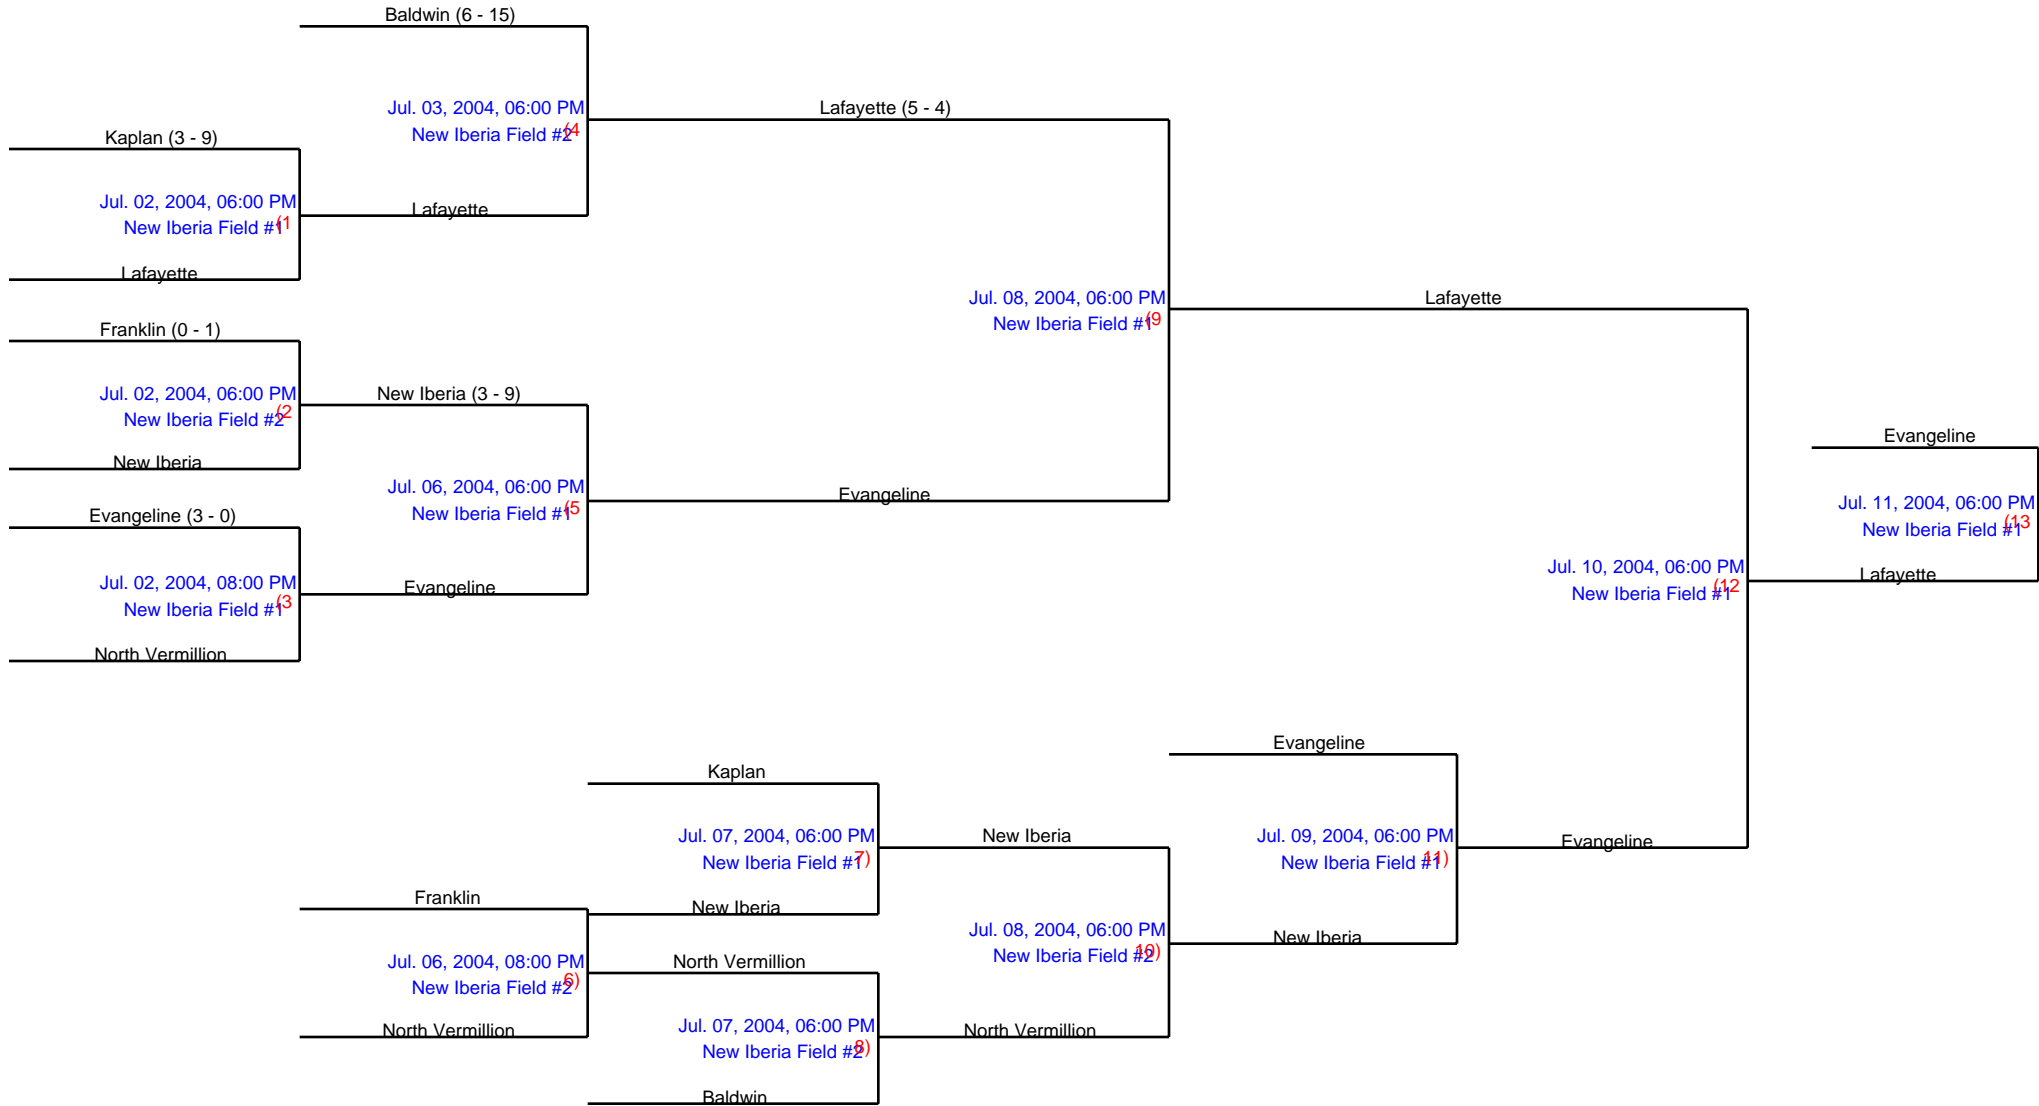 Baldwin (6 - 15)
Jul. 03, 2004, 06:00 PM
New Iberia Field #2 (4
Lafayette (5 - 4)
Kaplan (3 - 9)
Jul. 02, 2004, 06:00 PM
New Iberia Field #1 (1
Lafayette
Lafayette
Franklin (0 - 1)
Jul. 02, 2004, 06:00 PM
New Iberia Field #2 (2
New Iberia
New Iberia (3 - 9)
Jul. 06, 2004, 06:00 PM
New Iberia Field #1 (5
Evangeline
Evangeline (3 - 0)
Jul. 02, 2004, 08:00 PM
New Iberia Field #1 (3
North Vermillion
Evangeline
Jul. 08, 2004, 06:00 PM
New Iberia Field #1 (9
Lafayette
Jul. 10, 2004, 06:00 PM
New Iberia Field #1 (12
Evangeline
Jul. 11, 2004, 06:00 PM
New Iberia Field #1 (13
Lafayette
Kaplan
Jul. 07, 2004, 06:00 PM
New Iberia Field #1 7)
New Iberia
New Iberia
Franklin
Jul. 06, 2004, 08:00 PM
New Iberia Field #2 6)
North Vermillion
North Vermillion
Jul. 07, 2004, 06:00 PM
New Iberia Field #2 8)
Baldwin
North Vermillion
Jul. 08, 2004, 06:00 PM
New Iberia Field #2 10)
Evangeline
Jul. 09, 2004, 06:00 PM
New Iberia Field #1 11)
New Iberia
Evangeline